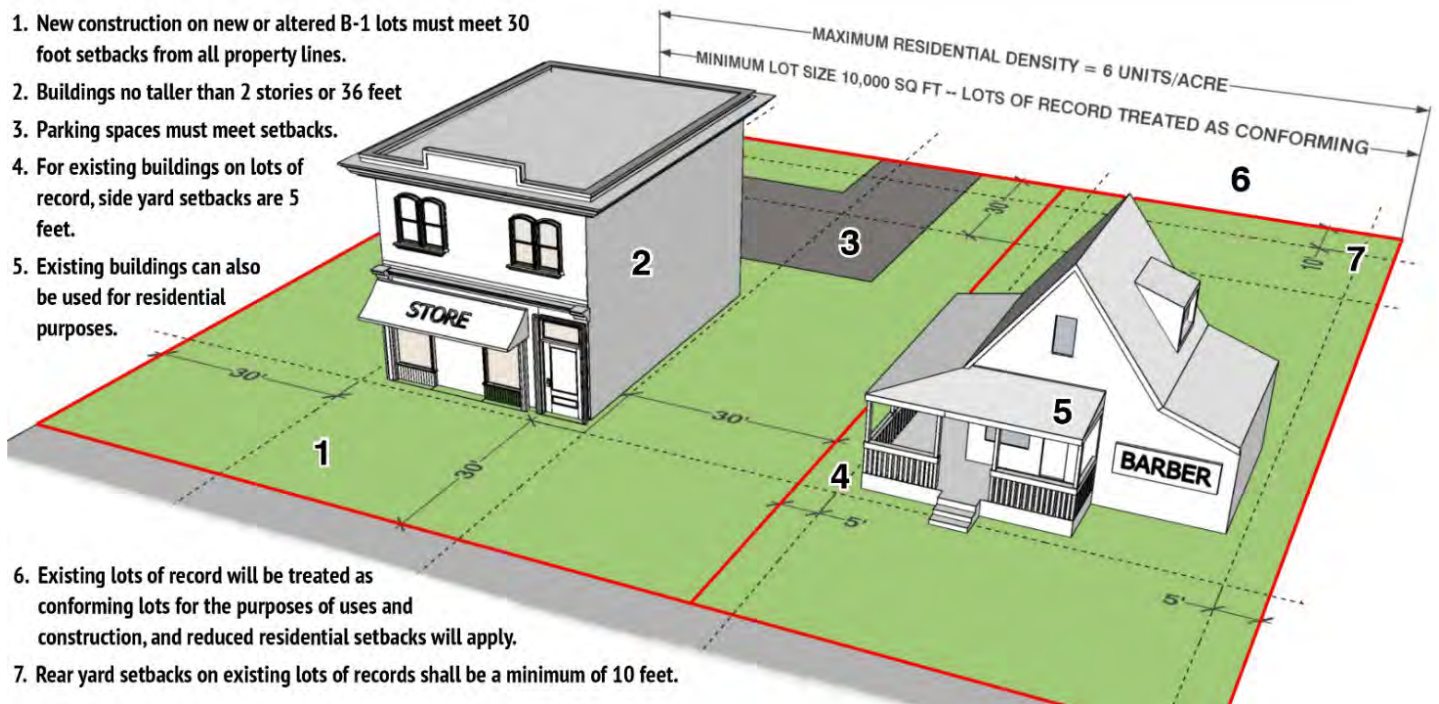 1. New construction on new or altered B-1 lots must meet 30
foot setbacks from all property lines.
2. Buildings no taller than 2 stories or 36 feet
3. Parking spaces must meet setbacks.
4. For existing buildings on lots of
record, side yard setbacks are 5
feet.
5. Existing buildings can also
be used for residential
purposes.
MAXIMUM RESIDENTIAL DENSITY = 6 UNITS/ACRE
MINIMUM LOT SIZE 10,000 SQ FT -- LOTS OF RECORD TREATED AS CONFORMING
6
7
10'
30'
3
2
STORE
30'
30'
30'
1
5
BARBER
4
5'
5'
6. Existing lots of record will be treated as
conforming lots for the purposes of uses and
construction, and reduced residential setbacks will apply.
7. Rear yard setbacks on existing lots of records shall be a minimum of 10 feet.